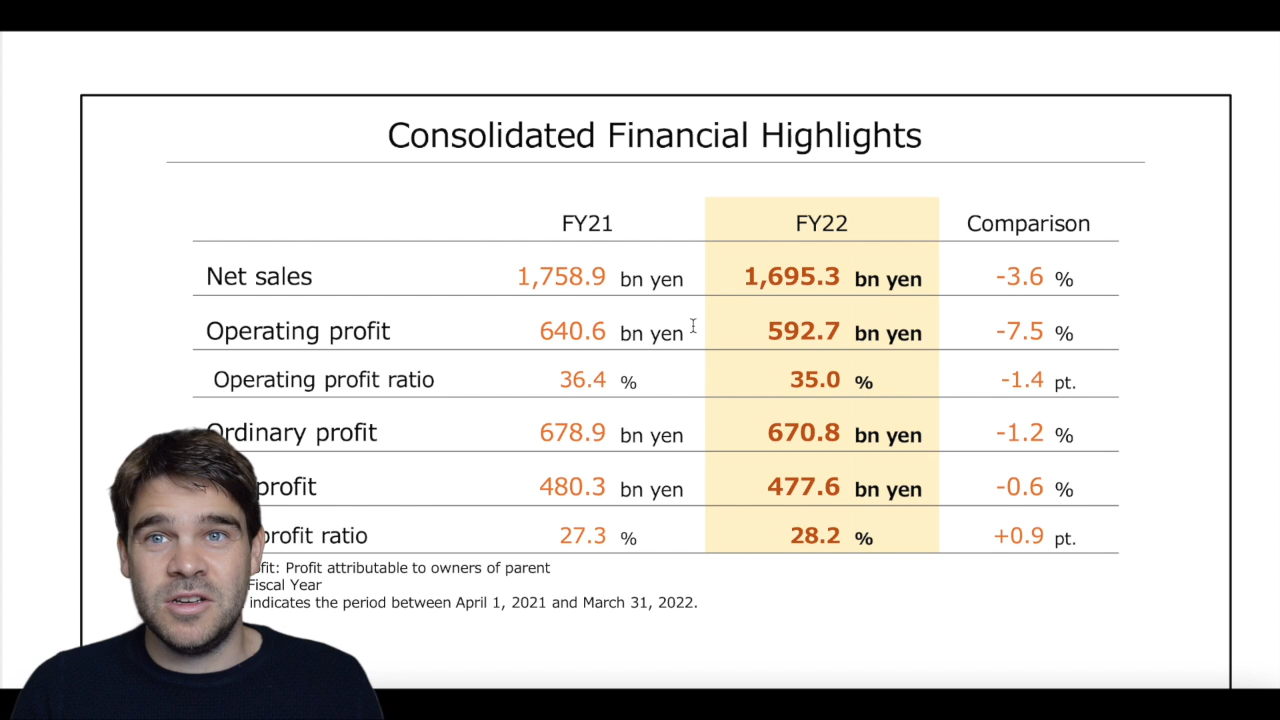 Consolidated Financial Highlights
FY21 FY22 Comparison
Net sales 1,758.9 bn yen 1,695.3 bn yen -3.6 %
Operating profit 640.6 bn yen 592.7 bn yen -7.5 %
Operating profit ratio 36.4 % 35.0 % -1.4 pt.
Ordinary profit 678.9 bn yen 670.8 bn yen -1.2 %
profit 480.3 bn yen 477.6 bn yen -0.6 %
profit ratio 27.3 % 28.2 % +0.9 pt.
Profit attributable to owners of parent
Fiscal Year
indicates the period between April 1, 2021 and March 31, 2022.